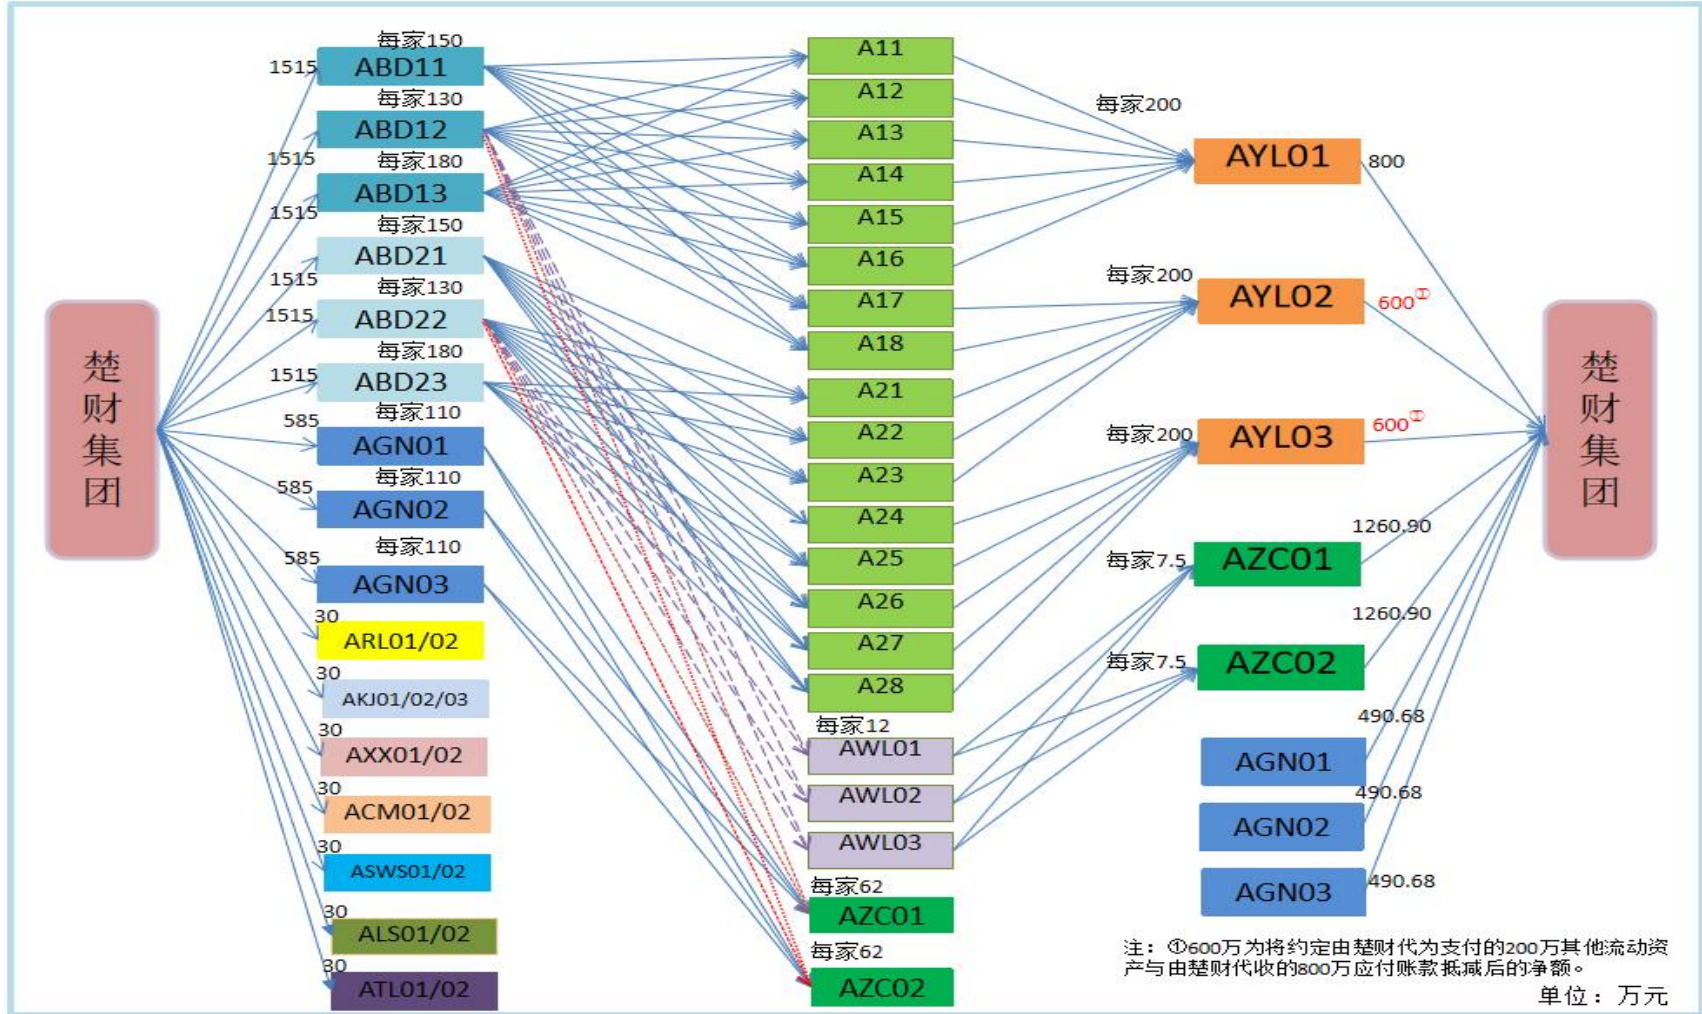 楚财集团
1515
每家150
ABD11
1515
每家130
ABD12
1515
每家180
ABD13
1515
每家150
ABD21
1515
每家130
ABD22
1515
每家180
ABD23
585
每家110
AGN01
585
每家110
AGN02
585
每家110
AGN03
30
ARL01/02
30
AKJ01/02/03
30
AXX01/02
30
ACM01/02
30
ASWS01/02
30
ALS01/02
30
ATL01/02
A11
A12
A13
A14
A15
A16
A17
A18
A21
A22
A23
A24
A25
A26
A27
A28
每家12
AWL01
AWL02
AWL03
每家62
AZC01
每家62
AZC02
每家200
AYL01
800
每家200
AYL02
600①
每家200
AYL03
600①
每家7.5
AZC01
1260.90
每家7.5
AZC02
1260.90
AGN01
490.68
AGN02
490.68
AGN03
490.68
楚财集团
注：①600万为将约定由楚财代为支付的200万其他流动资
产与由楚财代收的800万应付账款抵减后的净额。
单位：万元